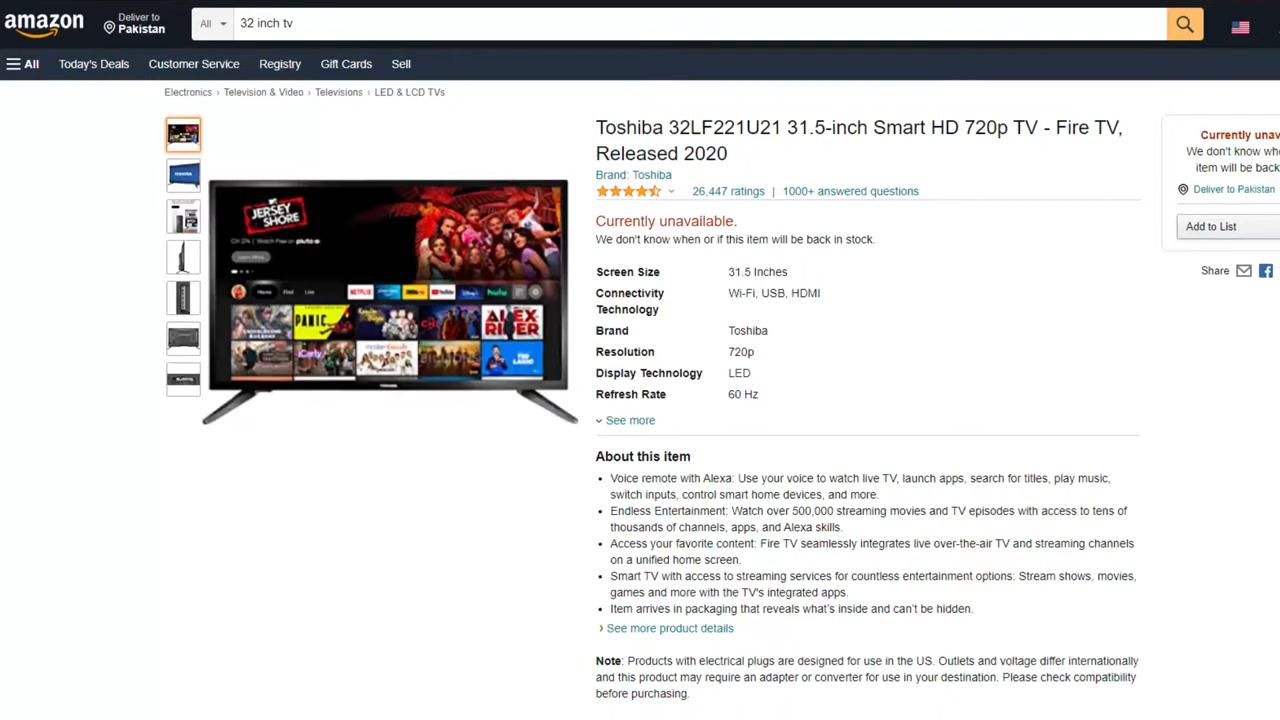 amazon
Deliver to
Pakistan
All
32 inch tv
All
Today's Deals
Customer Service
Registry
Gift Cards
Sell
Electronics › Television & Video › Televisions › LED & LCD TVs
Toshiba 32LF221U21 31.5-inch Smart HD 720p TV - Fire TV,
Released 2020
Brand: Toshiba
26,447 ratings | 1000+ answered questions
Currently unavailable.
We don't know when or if this item will be back in stock.
Screen Size 31.5 Inches
Connectivity Wi-Fi, USB, HDMI
Technology
Brand Toshiba
Resolution 720p
Display Technology LED
Refresh Rate 60 Hz
See more
About this item
• Voice remote with Alexa: Use your voice to watch live TV, launch apps, search for titles, play music,
switch inputs, control smart home devices, and more.
• Endless Entertainment: Watch over 500,000 streaming movies and TV episodes with access to tens of
thousands of channels, apps, and Alexa skills.
• Access your favorite content: Fire TV seamlessly integrates live over-the-air TV and streaming channels
on a unified home screen.
• Smart TV with access to streaming services for countless entertainment options: Stream shows, movies,
games and more with the TV's integrated apps.
• Item arrives in packaging that reveals what's inside and can't be hidden.
› See more product details
Note: Products with electrical plugs are designed for use in the US. Outlets and voltage differ internationally
and this product may require an adapter or converter for use in your destination. Please check compatibility
before purchasing.
Currently unav
We don't know whe
item will be back
Deliver to Pakistan
Add to List
Share
MTV
JERSEY
SHORE
Home Find Live
NETFLIX
YouTube
hulu
PANIC
ALEX
RIDER
iCarly
TED
LASSO
TOSHIBA